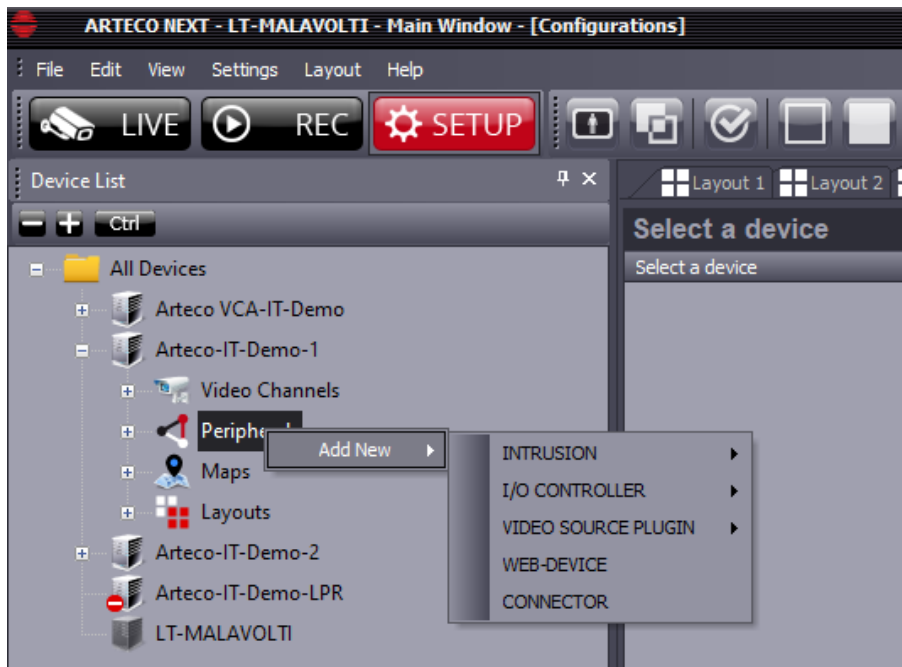 ARTECO NEXT - LT-MALAVOLTI - Main Window - [Configurations]
File Edit View Settings Layout Help
LIVE REC SETUP
Device List
Layout 1 Layout 2
Ctrl
Select a device
Select a device
All Devices
Arteco VCA-IT-Demo
Arteco-IT-Demo-1
Video Channels
Periph
Add New
INTRUSION
I/O CONTROLLER
VIDEO SOURCE PLUGIN
WEB-DEVICE
CONNECTOR
Maps
Layouts
Arteco-IT-Demo-2
Arteco-IT-Demo-LPR
LT-MALAVOLTI